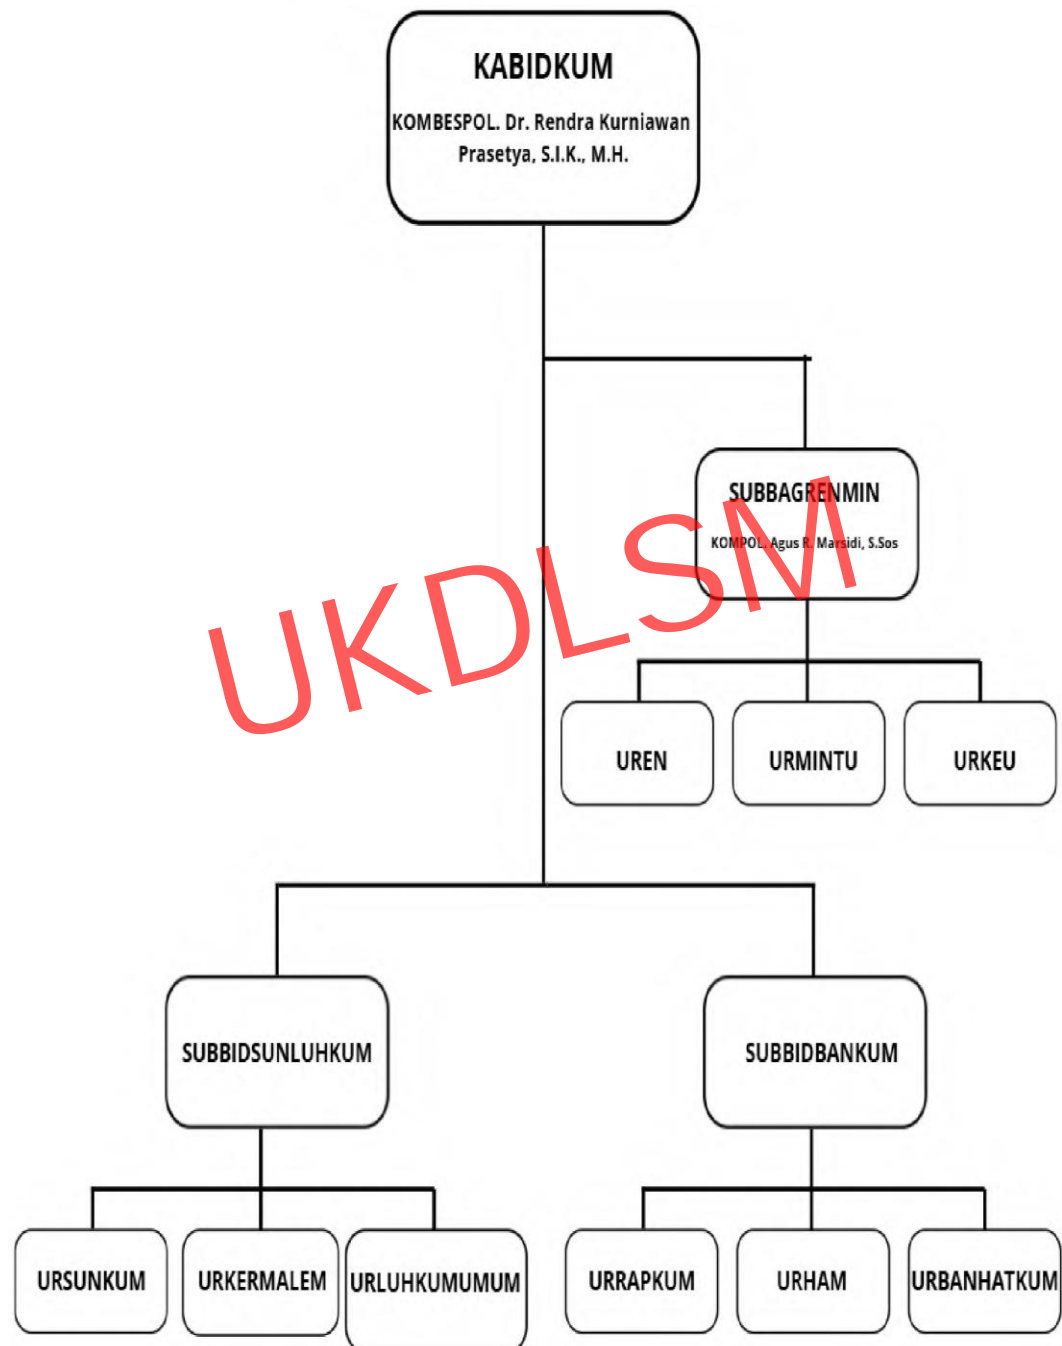 KABIDKUM
KOMBESPOL. Dr. Rendra Kurniawan
Prasetya, S.I.K., M.H.
SUBBAGRENMIN
KOMPOL. Agus R. Marsidi, S.Sos
UKDLSM
UREN
URMINTU
URKEU
SUBBIDSUNLUHKUM
SUBBIDBANKUM
URSUNKUM
URKERMALEM
URLUHKUMUMUM
URRAPKUM
URHAM
URBANHATKUM